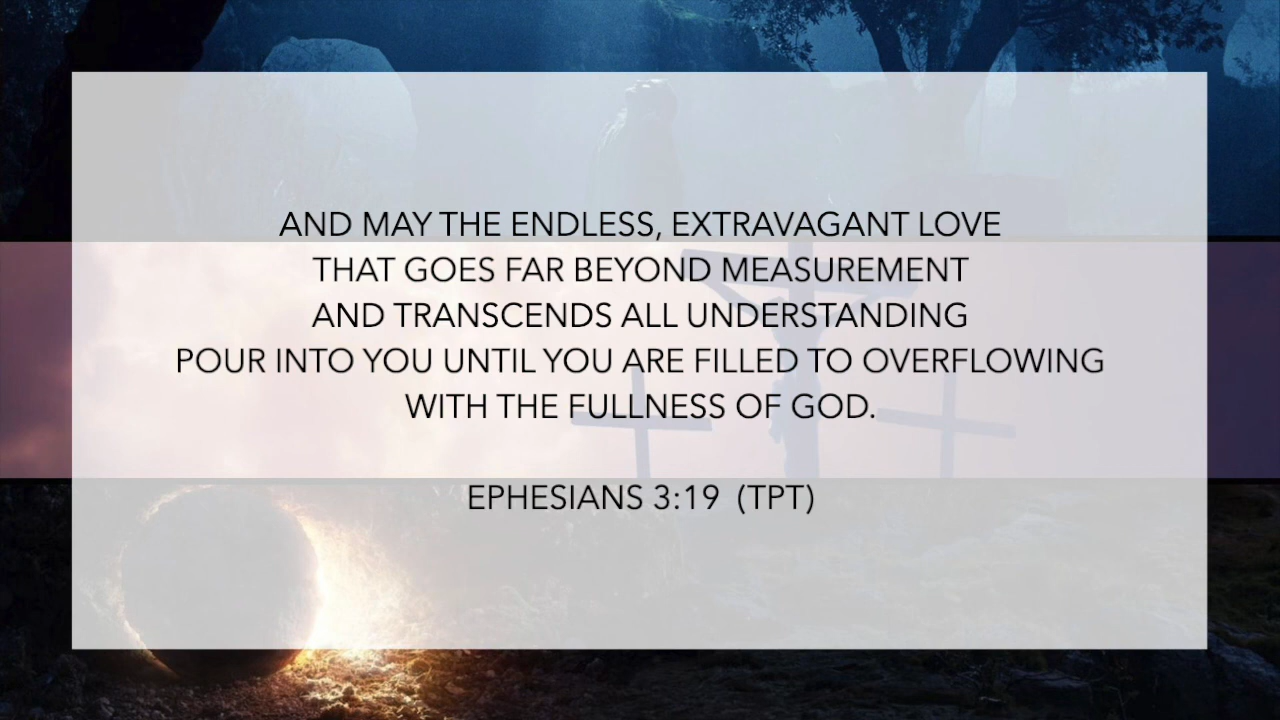 AND MAY THE ENDLESS, EXTRAVAGANT LOVE
THAT GOES FAR BEYOND MEASUREMENT
AND TRANSCENDS ALL UNDERSTANDING
POUR INTO YOU UNTIL YOU ARE FILLED TO OVERFLOWING
WITH THE FULLNESS OF GOD.
EPHESIANS 3:19 (TPT)